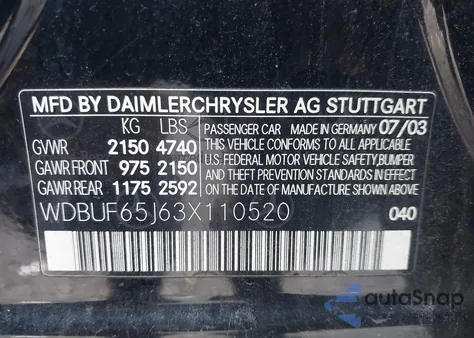 MFD BY DAIMLERCHRYSLER AG STUTTGART
KG LBS
GVWR 2150 4740
GAWR FRONT 975 2150
GAWR REAR 1175 2592
PASSENGER CAR MADE IN GERMANY 07/03
THIS VEHICLE CONFORMS TO ALL APPLICABLE
U.S. FEDERAL MOTOR VEHICLE SAFETY, BUMPER
AND THEFT PREVENTION STANDARDS IN EFFECT
ON THE DATE OF MANUFACTURE SHOWN ABOVE.
WDBUF65J63X110520 040
autoSnap